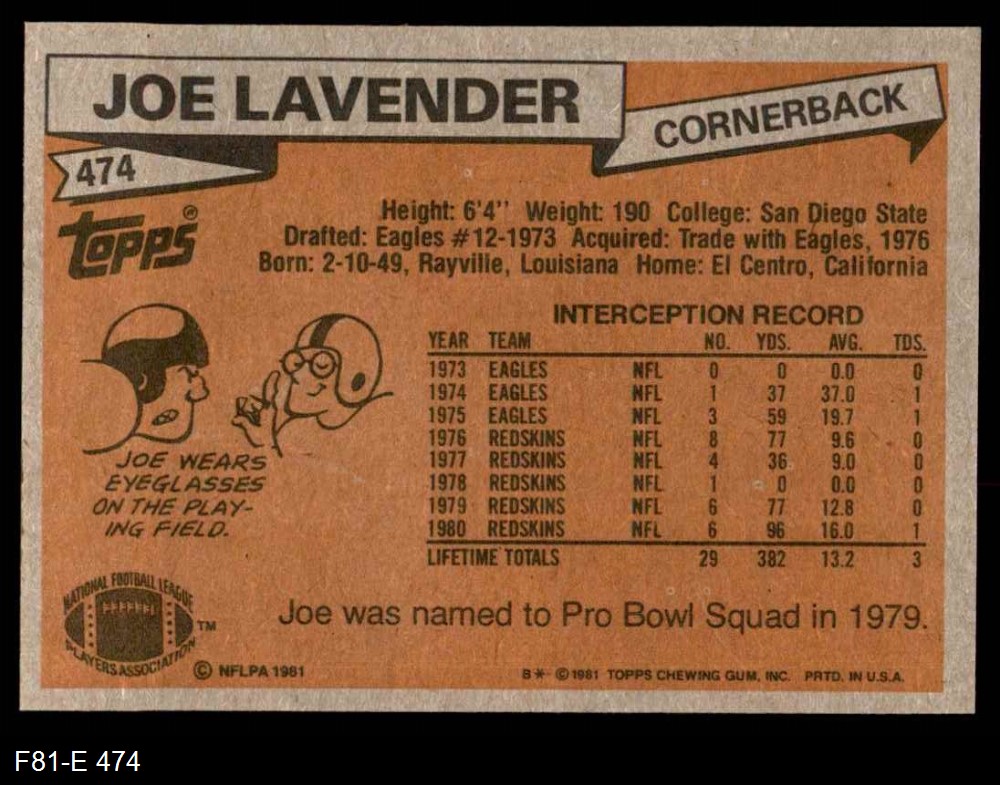 JOE LAVENDER
CORNERBACK
474
Topps®
Height: 6'4" Weight: 190 College: San Diego State
Drafted: Eagles #12-1973 Acquired: Trade with Eagles, 1976
Born: 2-10-49, Rayville, Louisiana Home: El Centro, California
INTERCEPTION RECORD
YEAR TEAM NO. YDS. AVG. TDS.
1973 EAGLES NFL 0 0 0.0 0
1974 EAGLES NFL 1 37 37.0 1
1975 EAGLES NFL 3 59 19.7 1
1976 REDSKINS NFL 8 77 9.6 0
1977 REDSKINS NFL 4 36 9.0 0
1978 REDSKINS NFL 1 0 0.0 0
1979 REDSKINS NFL 6 77 12.8 0
1980 REDSKINS NFL 6 96 16.0 1
LIFETIME TOTALS 29 382 13.2 3
JOE WEARS
EYEGLASSES
ON THE PLAY-
ING FIELD.
NATIONAL FOOTBALL LEAGUE
PLAYERS ASSOCIATION
TM
Joe was named to Pro Bowl Squad in 1979.
© NFLPA 1981
B* © 1981 TOPPS CHEWING GUM, INC. PRTD. IN U.S.A.
F81-E 474